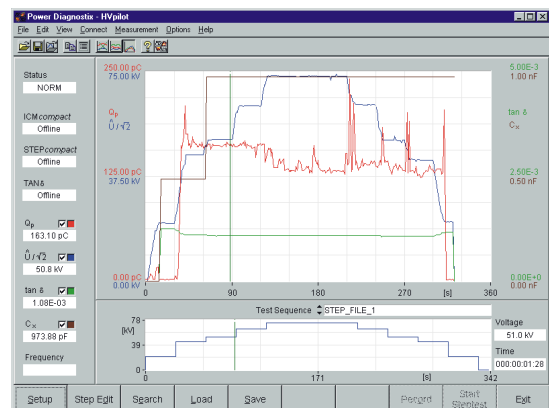 Power Diagnostix - HVpilot
File Edit View Connect Measurement Options Help
Status
NORM
ICMcompact
Offline
STEPcompact
Offline
TANδ
Offline
Qp
163.10 pC
Û/√2
50.8 kV
tan δ
1.08E-03
Cx
973.88 pF
Frequency
250.00 pC
75.00 kV
Qp
Û/√2
125.00 pC
37.50 kV
0.00 pC
0.00 kV
5.00E-3
1.00 nF
tan δ
Cx
2.50E-3
0.50 nF
0.00E+0
0.00 nF
0 90 180 270 [s] 360
Test Sequence STEP_FILE_1
78
[kV]
39
0
0 171 [s] 342
Voltage
51.0 kV
Time
000:00:01:28
Setup Step Edit Search Load Save Record Start Steptest Exit